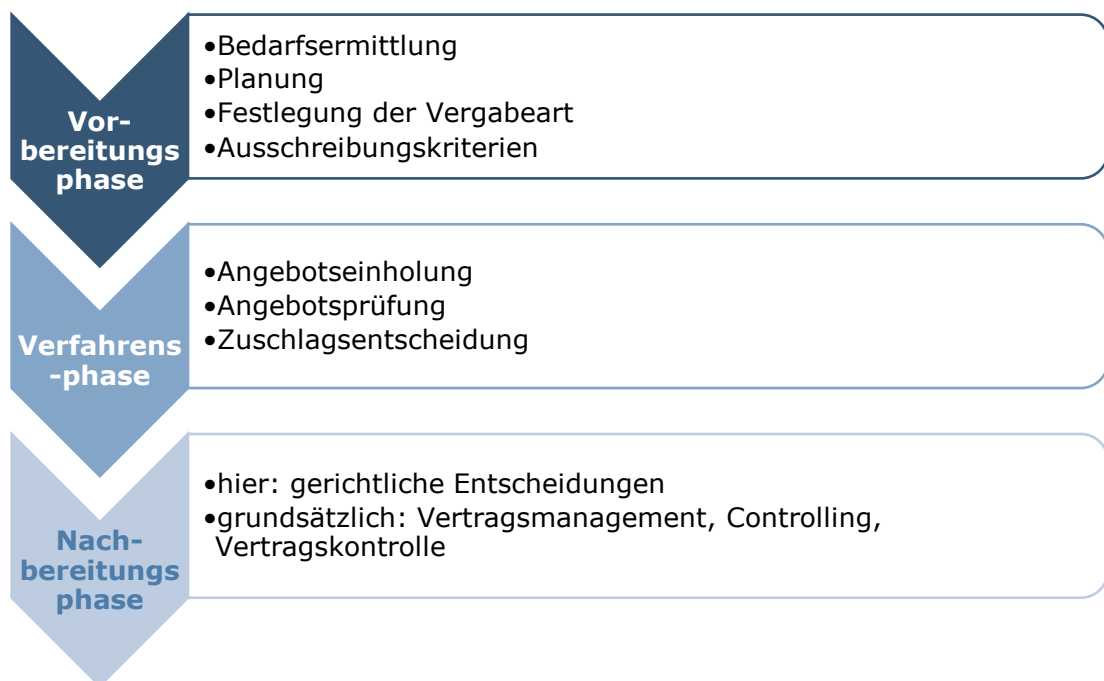 Vor-
bereitungs
phase
•Bedarfsermittlung
•Planung
•Festlegung der Vergabeart
•Ausschreibungskriterien
Verfahrens
-phase
•Angebotseinholung
•Angebotsprüfung
•Zuschlagsentscheidung
Nach-
bereitungs
phase
•hier: gerichtliche Entscheidungen
•grundsätzlich: Vertragsmanagement, Controlling,
Vertragskontrolle